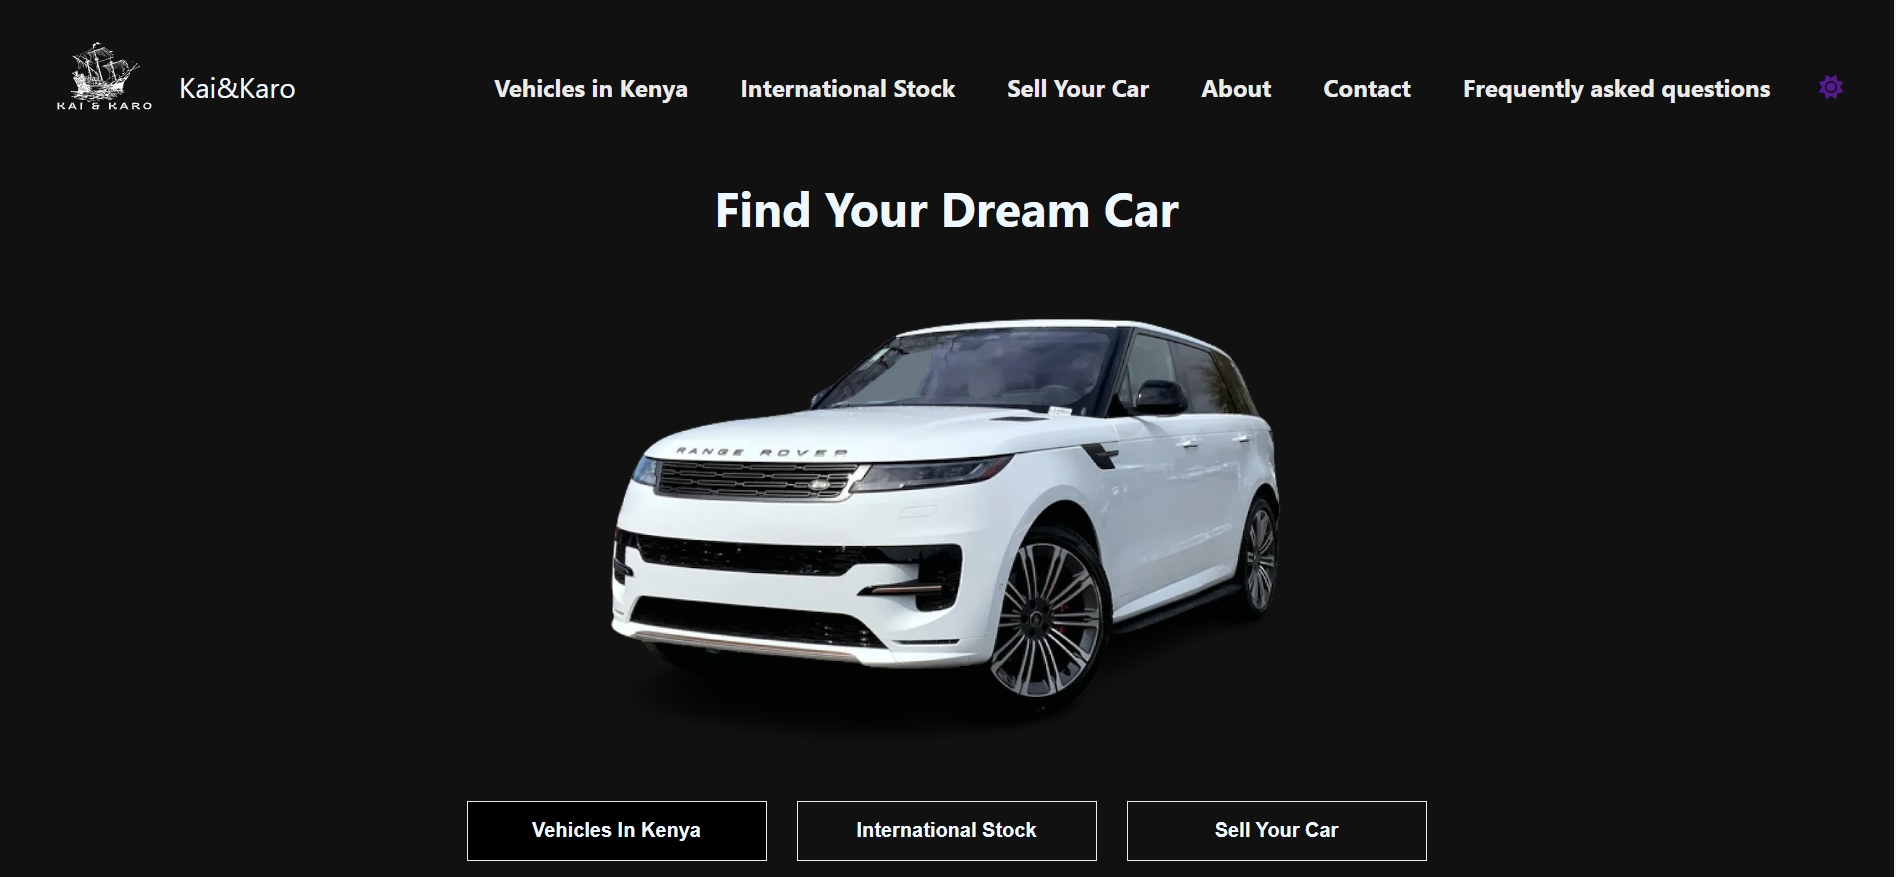 KAI & KARO
Kai&Karo
Vehicles in Kenya
International Stock
Sell Your Car
About
Contact
Frequently asked questions
Find Your Dream Car
RANGE ROVER
Vehicles In Kenya
International Stock
Sell Your Car